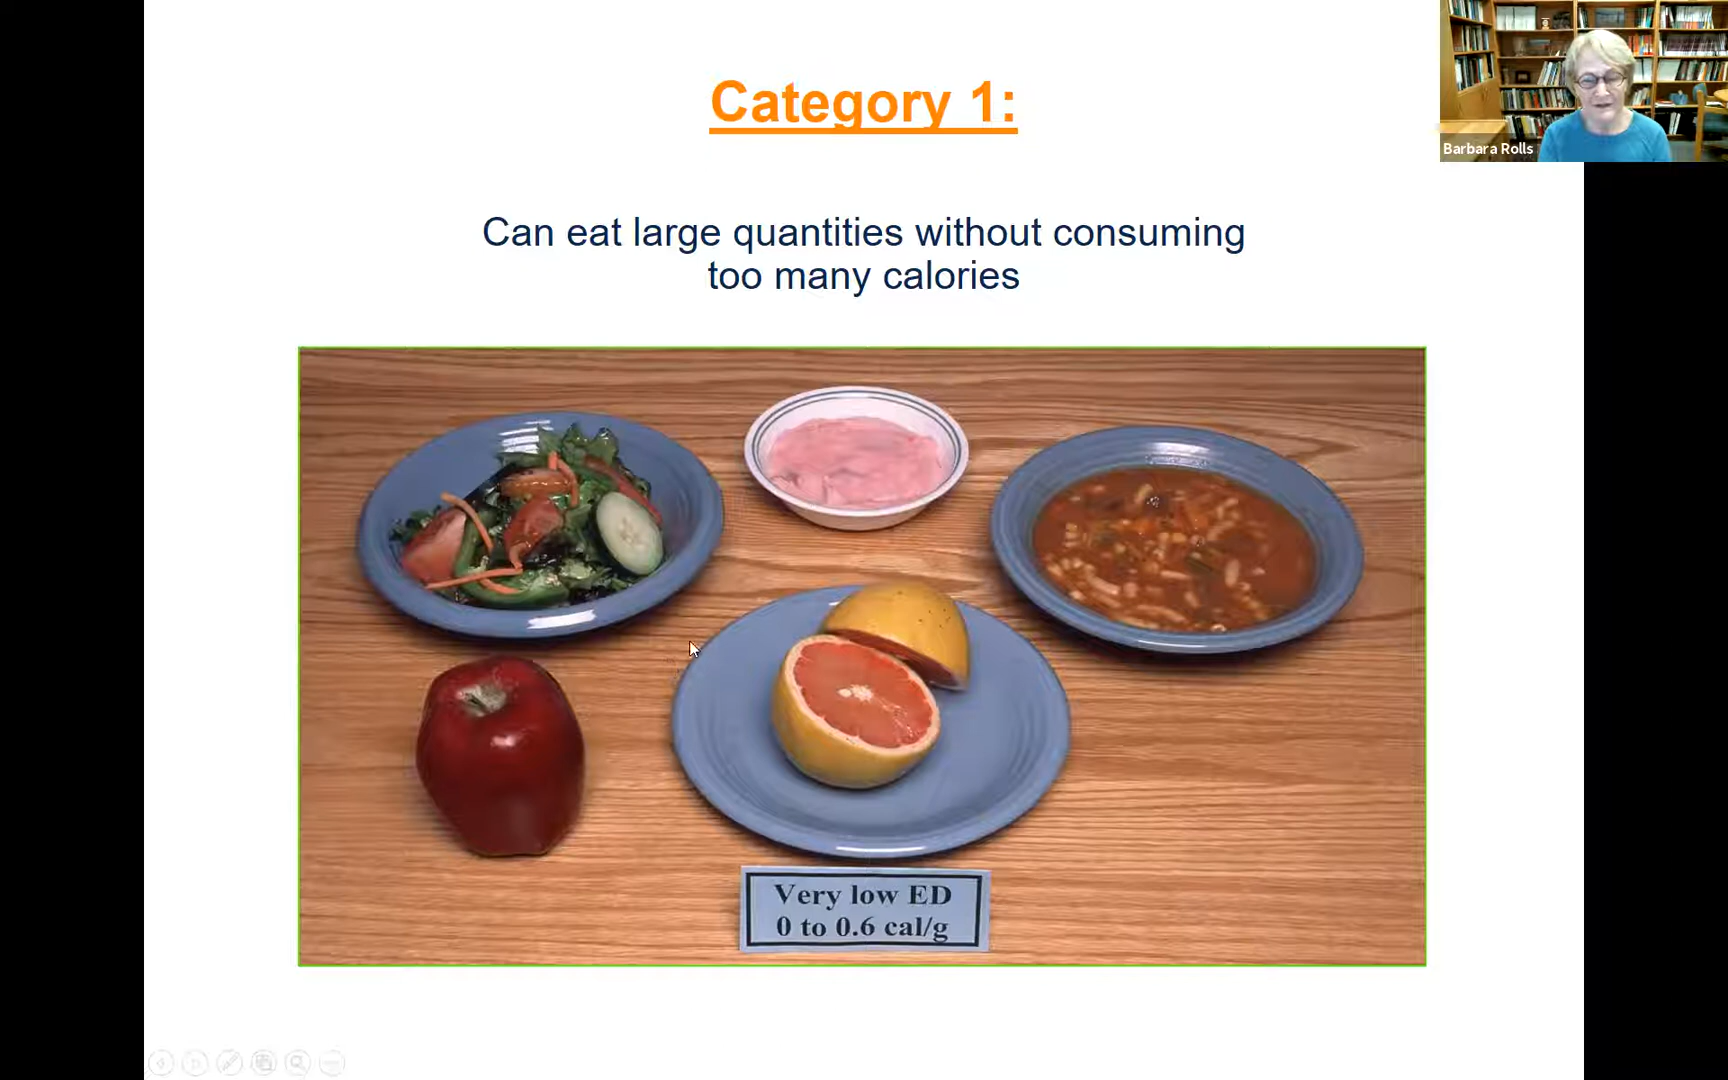 Category 1:
Can eat large quantities without consuming
too many calories
Barbara Rolls
Very low ED
0 to 0.6 cal/g